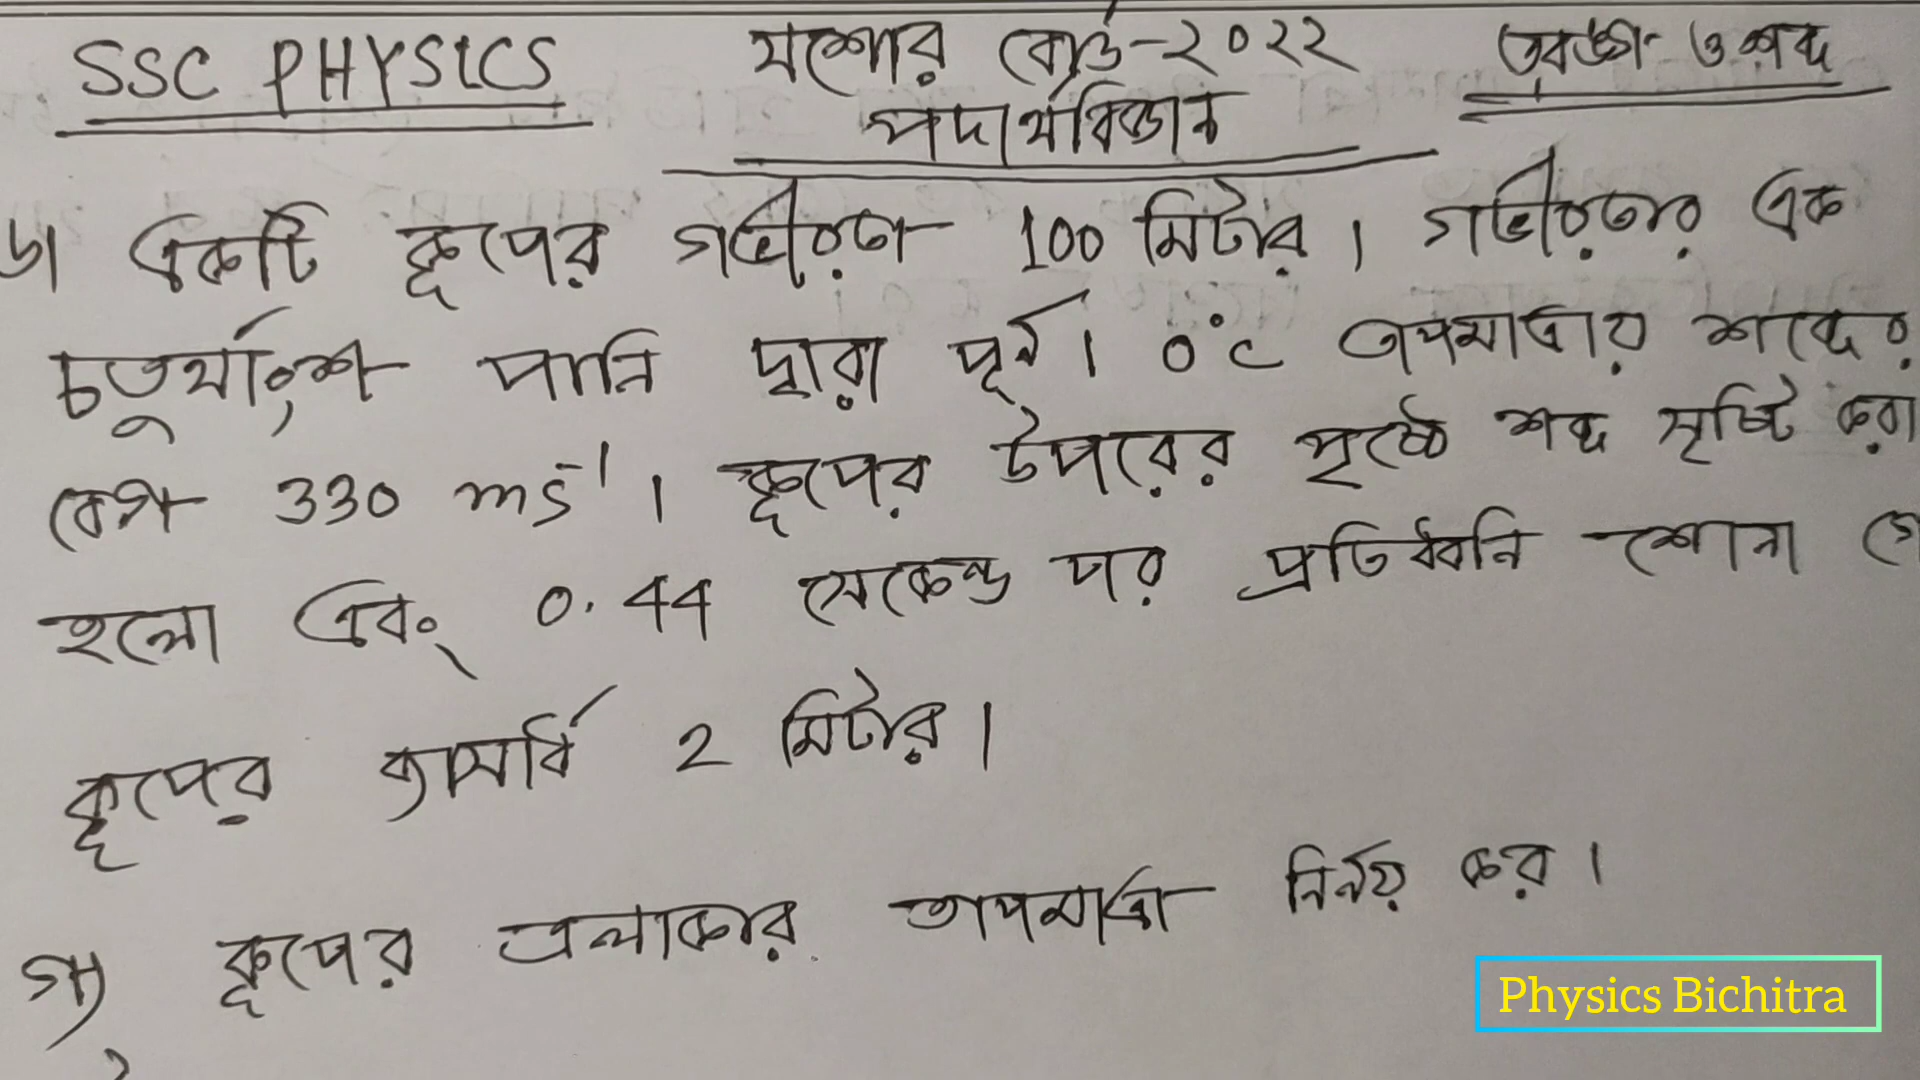 SSC PHYSICS যশোর বোর্ড-২০২২ তরঙ্গ ও শব্দ
পদার্থবিজ্ঞান
৬। একটি কূপের গভীরতা 100 মিটার। গভীরতার এক
চতুর্থাংশ পানি দ্বারা পূর্ন। 0°C তাপমাত্রায় শব্দের
বেগ 330 ms⁻¹। কূপের উপরের পৃষ্ঠে শব্দ সৃষ্টি করা
হলো এবং 0.44 সেকেন্ড পর প্রতিধ্বনি শোনা গে
কূপের ব্যাসার্ধ 2 মিটার।
গ) কূপের এলাকার তাপমাত্রা নির্নয় কর।
Physics Bichitra